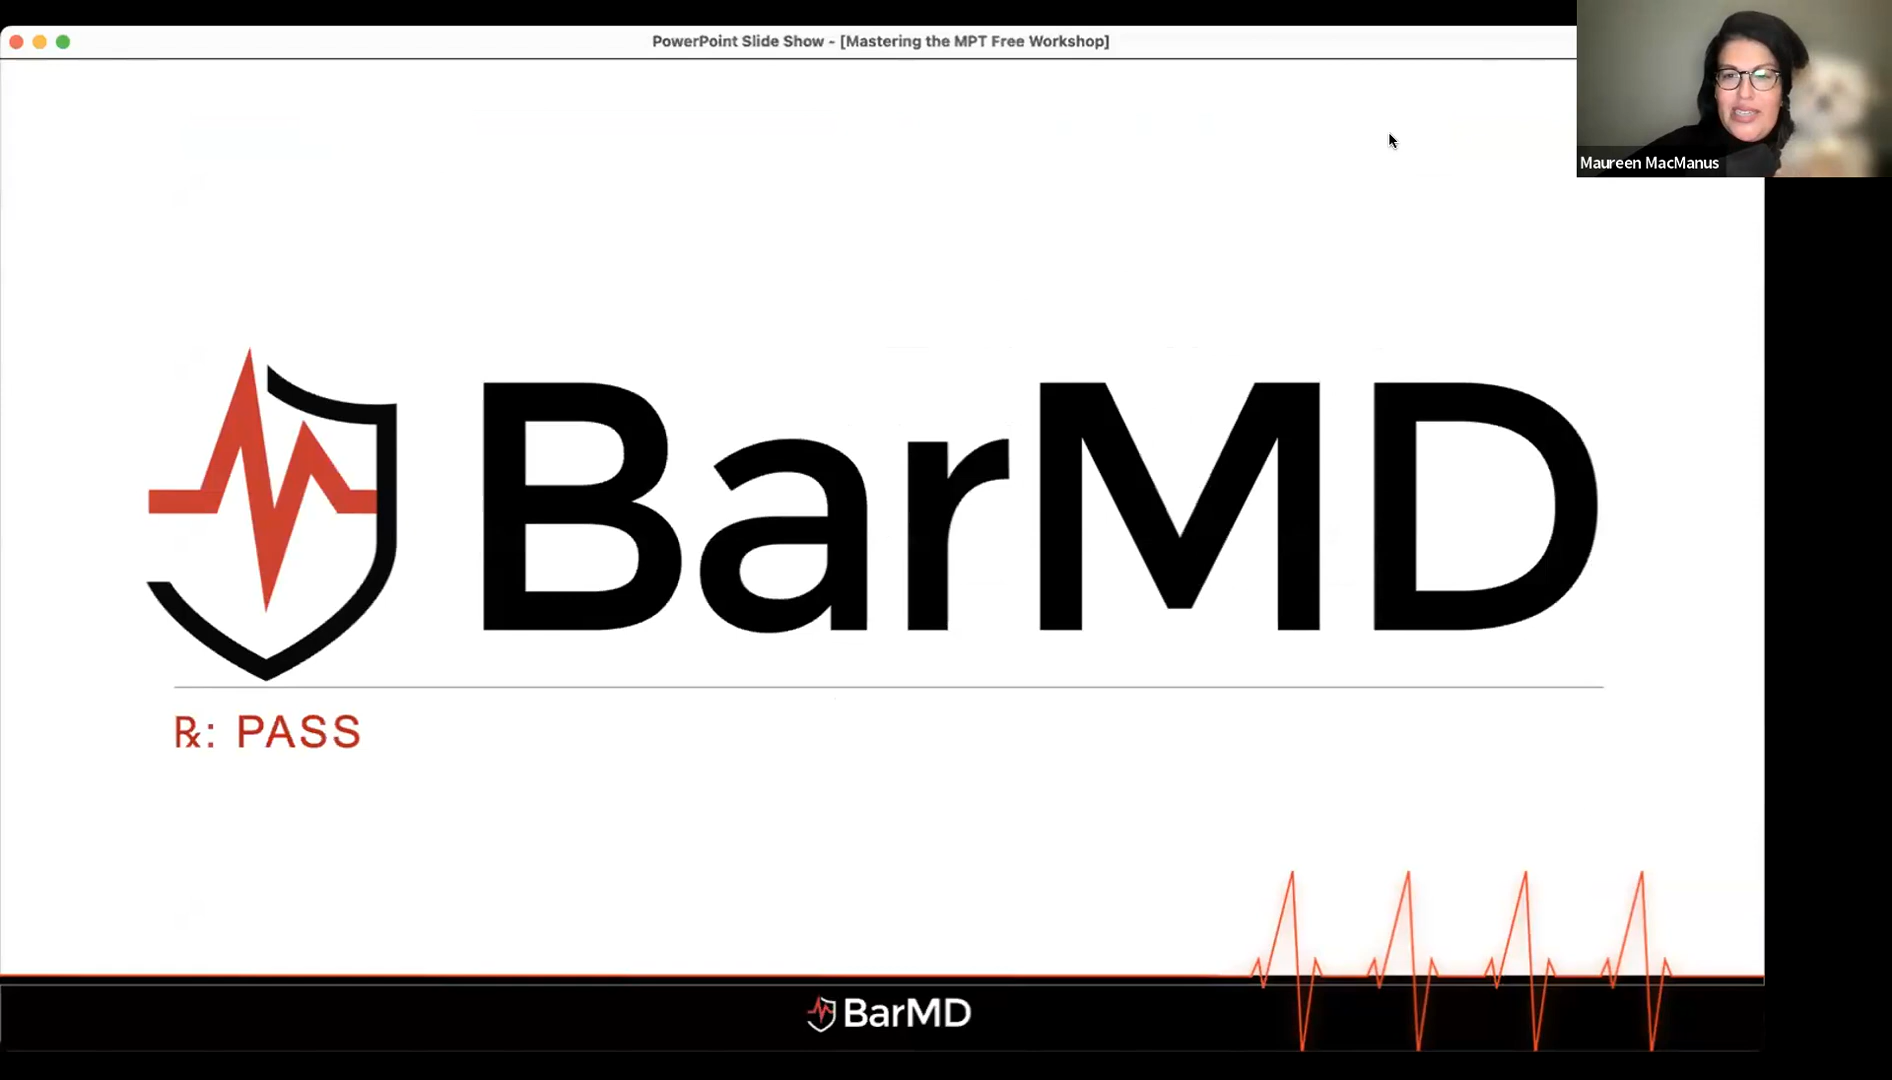 PowerPoint Slide Show - [Mastering the MPT Free Workshop]
Maureen MacManus
BarMD
℞: PASS
BarMD